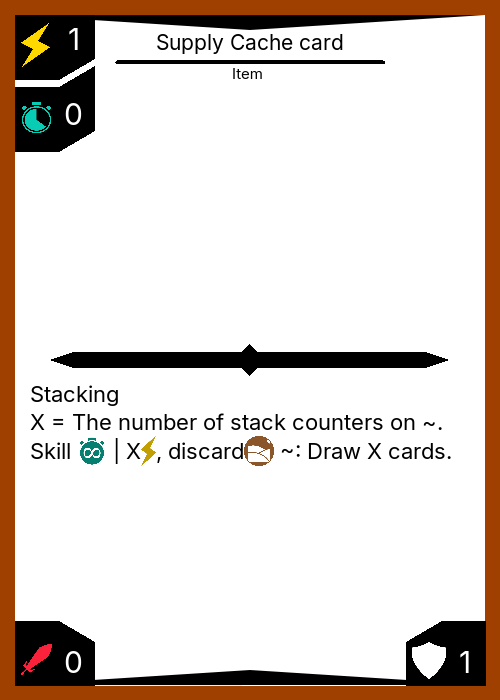 1
Supply Cache card
Item
0
Stacking
X = The number of stack counters on ~.
Skill ∞ | X, discard ~: Draw X cards.
0
1